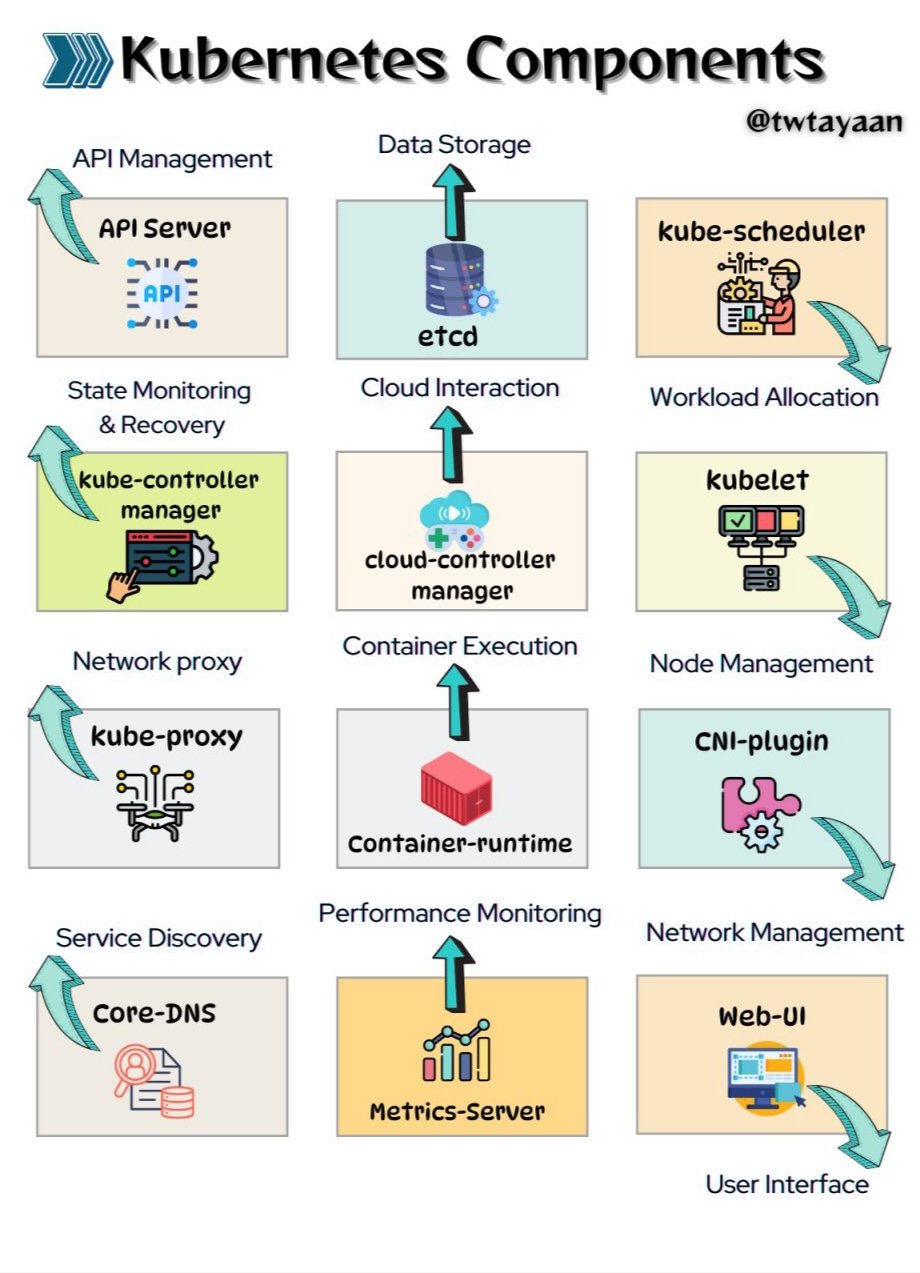 Kubernetes Components
@twtayaan
API Management
Data Storage
API Server
API
etcd
kube-scheduler
Workload Allocation
State Monitoring
& Recovery
Cloud Interaction
kube-controller
manager
cloud-controller
manager
kubelet
Node Management
Network proxy
Container Execution
kube-proxy
Container-runtime
CNI-plugin
Network Management
Service Discovery
Performance Monitoring
Core-DNS
Metrics-Server
Web-UI
User Interface